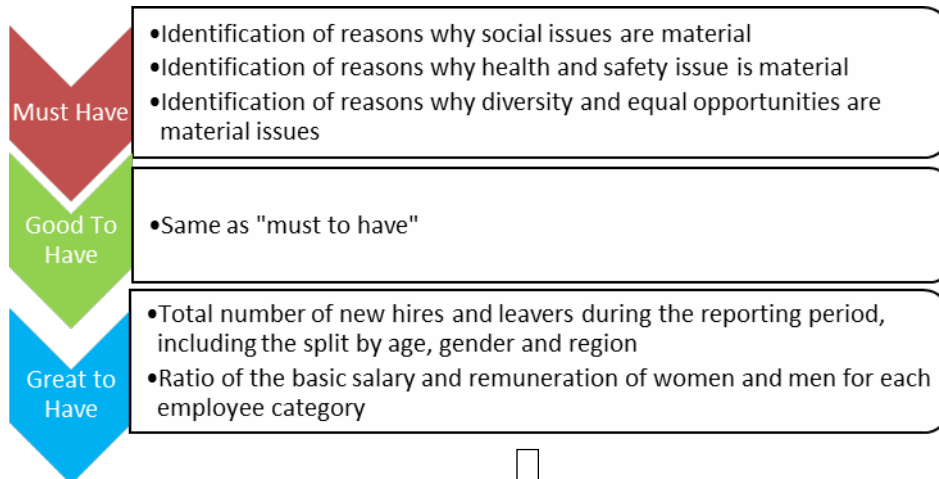 Must Have
•Identification of reasons why social issues are material
•Identification of reasons why health and safety issue is material
•Identification of reasons why diversity and equal opportunities are
material issues
Good To
Have
•Same as "must to have"
Great to
Have
•Total number of new hires and leavers during the reporting period,
including the split by age, gender and region
•Ratio of the basic salary and remuneration of women and men for each
employee category